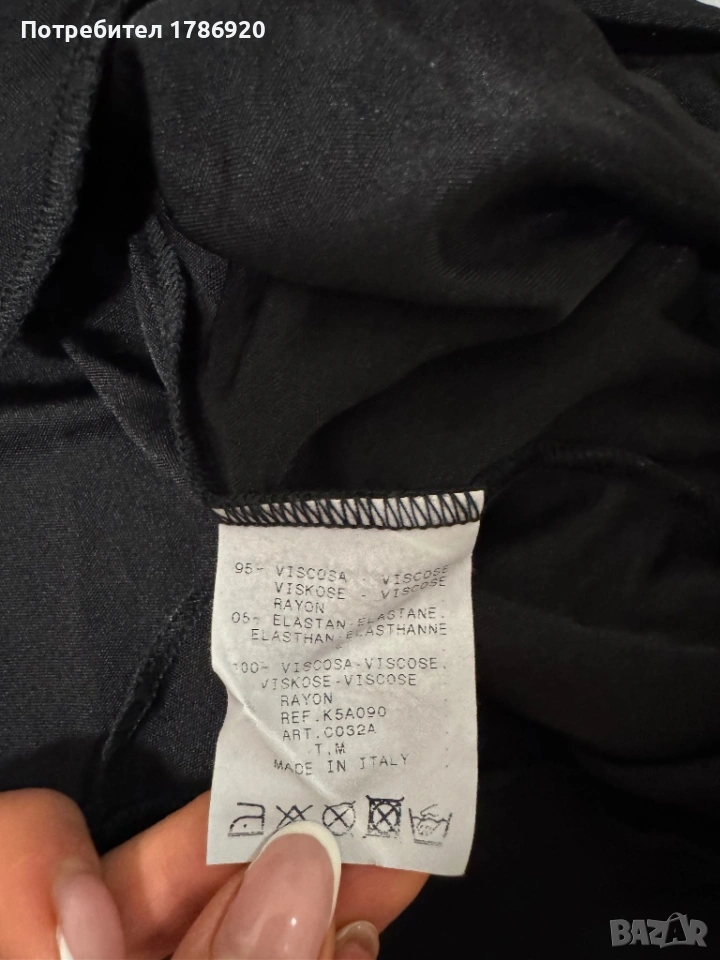 Потребител 1786920
95- VISCOSA - VISCOSE
VISKOSE - VISCOSE
RAYON
05- ELASTAN-ELASTANE.
ELASTHAN-ELASTHANNE
100- VISCOSA-VISCOSE.
VISKOSE-VISCOSE
RAYON
REF.K5A090
ART.C032A
T.M
MADE IN ITALY
BAZAR